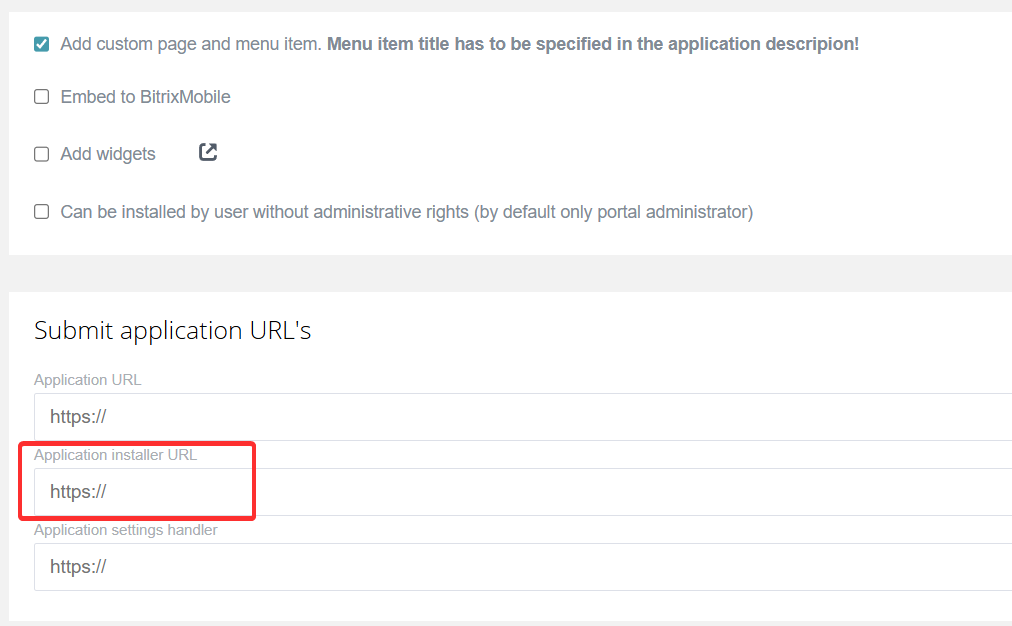 Add custom page and menu item. Menu item title has to be specified in the application descripion!
Embed to BitrixMobile
Add widgets
Can be installed by user without administrative rights (by default only portal administrator)
Submit application URL's
Application URL
https://
Application installer URL
https://
Application settings handler
https://